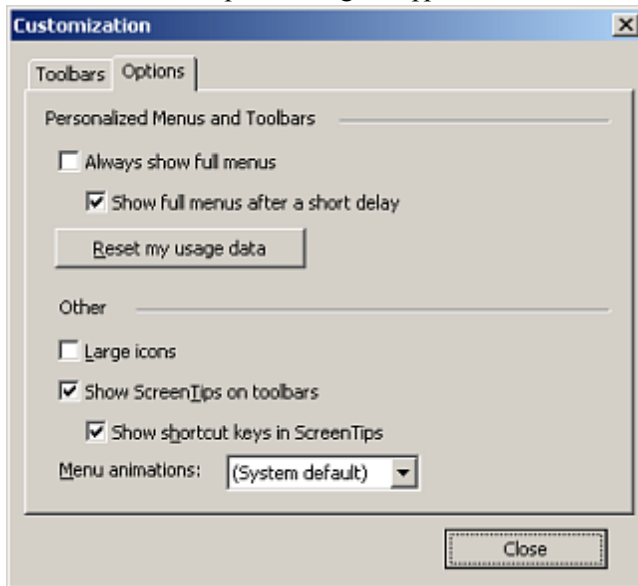 Customization
Toolbars Options
Personalized Menus and Toolbars
Always show full menus
Show full menus after a short delay
Reset my usage data
Other
Large icons
Show ScreenTips on toolbars
Show shortcut keys in ScreenTips
Menu animations: (System default)
Close